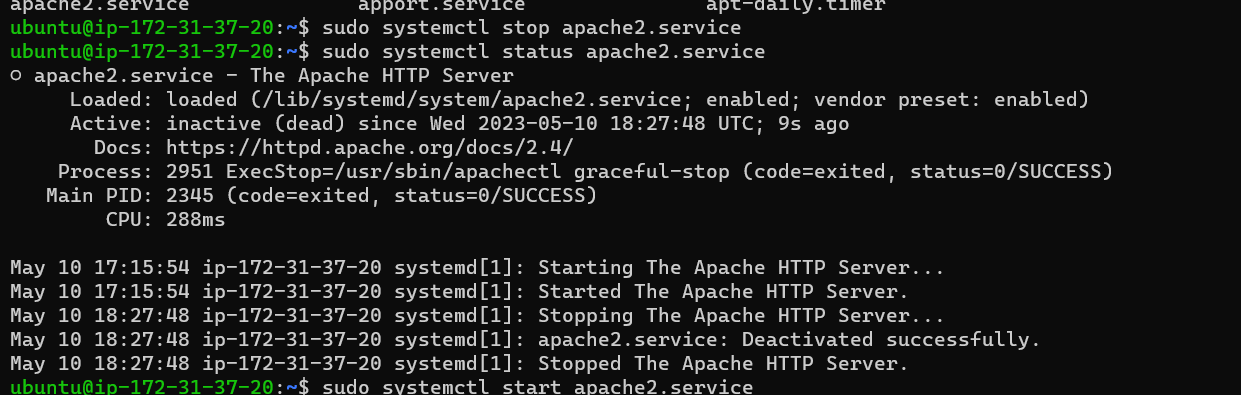 apache2.service apport.service apt-daily.timer
ubuntu@ip-172-31-37-20:~$ sudo systemctl stop apache2.service
ubuntu@ip-172-31-37-20:~$ sudo systemctl status apache2.service
○ apache2.service - The Apache HTTP Server
Loaded: loaded (/lib/systemd/system/apache2.service; enabled; vendor preset: enabled)
Active: inactive (dead) since Wed 2023-05-10 18:27:48 UTC; 9s ago
Docs: https://httpd.apache.org/docs/2.4/
Process: 2951 ExecStop=/usr/sbin/apachectl graceful-stop (code=exited, status=0/SUCCESS)
Main PID: 2345 (code=exited, status=0/SUCCESS)
CPU: 288ms
May 10 17:15:54 ip-172-31-37-20 systemd[1]: Starting The Apache HTTP Server...
May 10 17:15:54 ip-172-31-37-20 systemd[1]: Started The Apache HTTP Server.
May 10 18:27:48 ip-172-31-37-20 systemd[1]: Stopping The Apache HTTP Server...
May 10 18:27:48 ip-172-31-37-20 systemd[1]: apache2.service: Deactivated successfully.
May 10 18:27:48 ip-172-31-37-20 systemd[1]: Stopped The Apache HTTP Server.
ubuntu@ip-172-31-37-20:~$ sudo systemctl start apache2.service